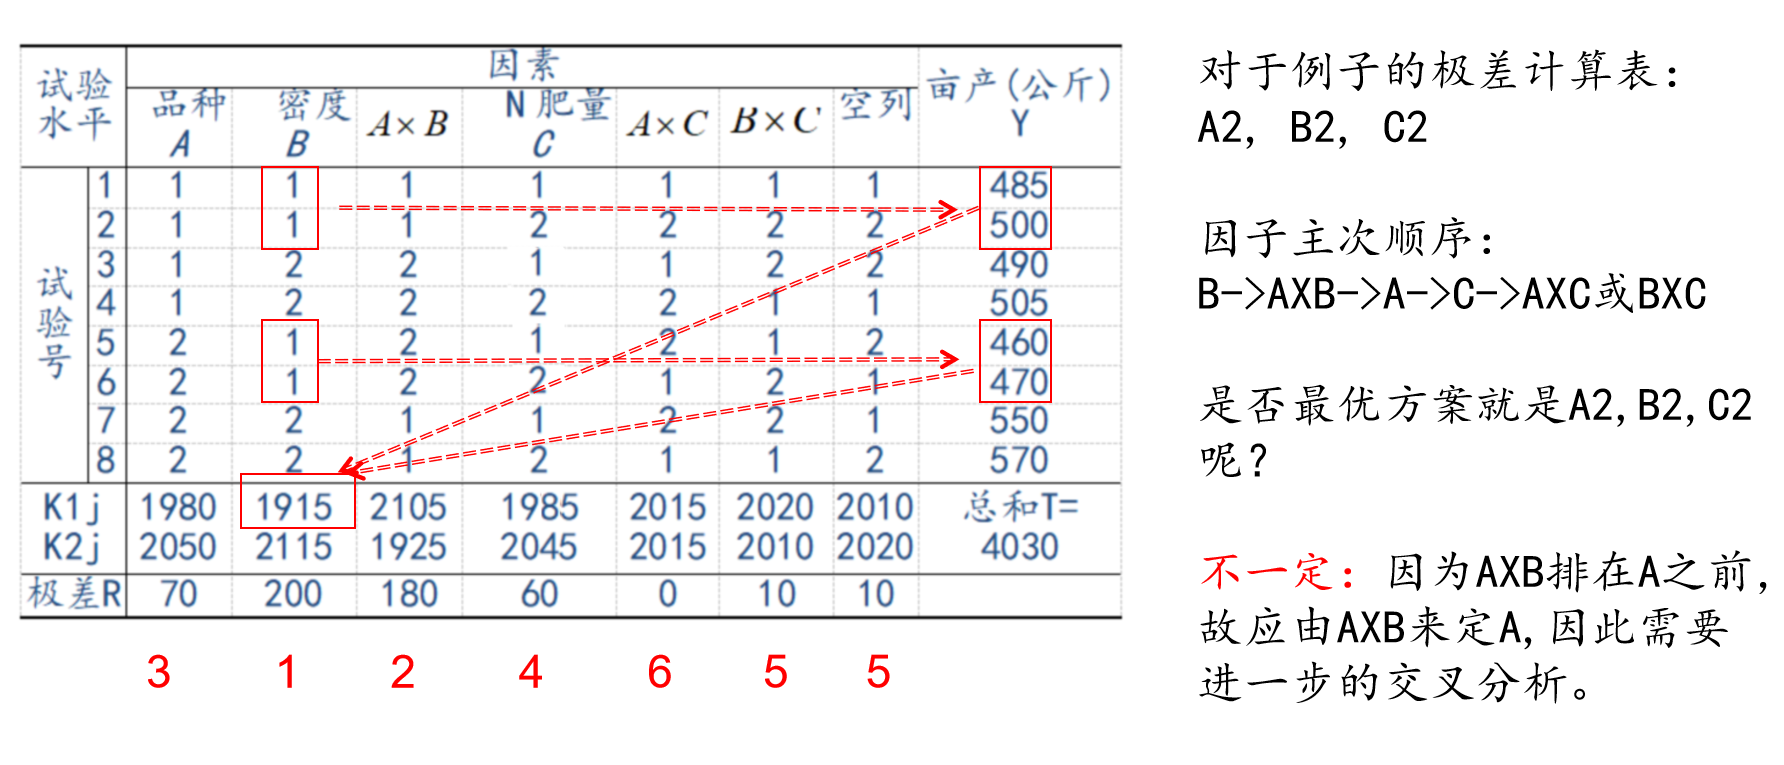 试验水平 因素 亩产(公斤) Y
品种 A 密度 B A×B N 肥量 C A×C B×C 空列
试验号
1 1 1 1 1 1 1 1 485
2 1 1 1 2 2 2 2 500
3 1 2 2 1 1 2 2 490
4 1 2 2 2 2 1 1 505
5 2 1 2 1 2 1 2 460
6 2 1 2 2 1 2 1 470
7 2 2 1 1 2 2 1 550
8 2 2 1 2 1 1 2 570
K1j 1980 1915 2105 1985 2015 2020 2010 总和T=
K2j 2050 2115 1925 2045 2015 2010 2020 4030
极差R 70 200 180 60 0 10 10
3 1 2 4 6 5 5
对于例子的极差计算表：
A2, B2, C2
因子主次顺序：
B->AXB->A->C->AXC或BXC
是否最优方案就是A2,B2,C2
呢？
不一定：因为AXB排在A之前，
故应由AXB来定A,因此需要
进一步的交叉分析。